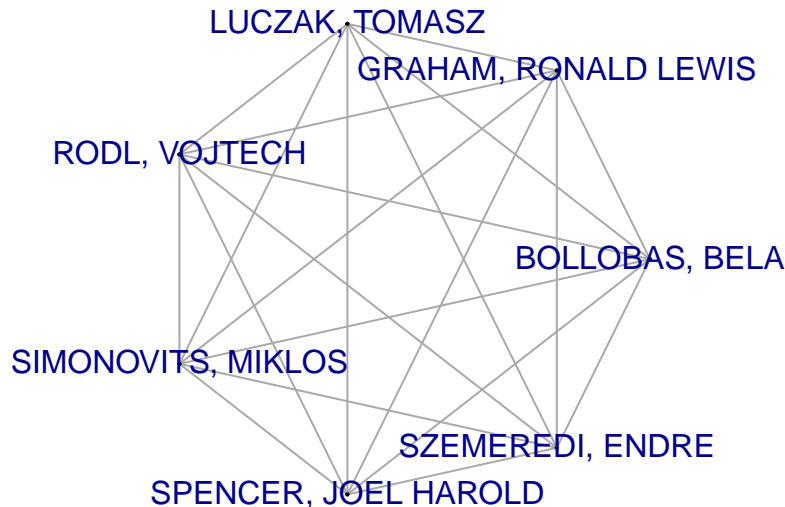 LUCZAK, TOMASZ
GRAHAM, RONALD LEWIS
RODL, VOJTECH
BOLLOBAS, BELA
SIMONOVITS, MIKLOS
SZEMEREDI, ENDRE
SPENCER, JOEL HAROLD